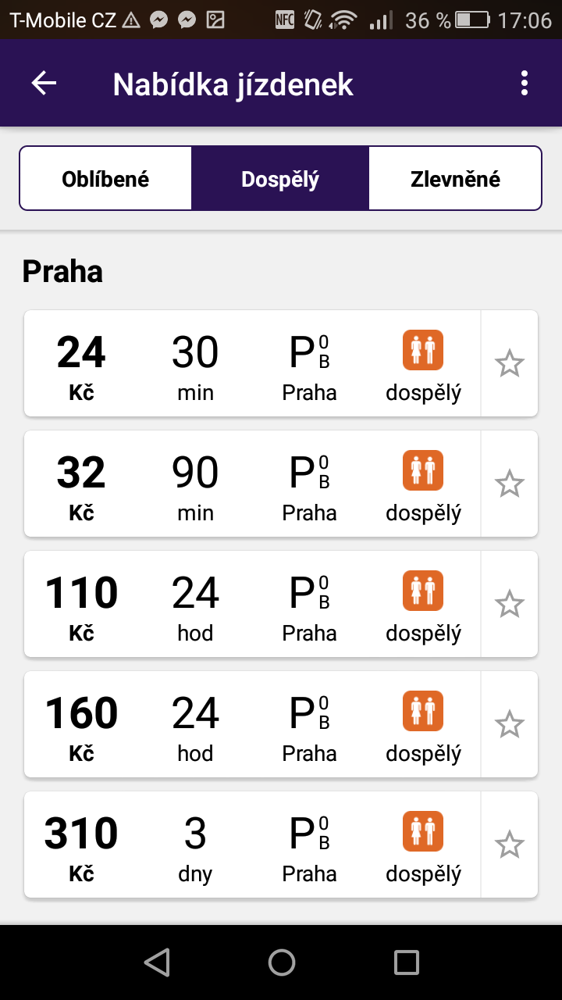 T-Mobile CZ NFC 36 % 17:06
Nabídka jízdenek
Oblíbené Dospělý Zlevněné
Praha
24 30 P 0 B
Kč min Praha dospělý
32 90 P 0 B
Kč min Praha dospělý
110 24 P 0 B
Kč hod Praha dospělý
160 24 P 0 B
Kč hod Praha dospělý
310 3 P 0 B
Kč dny Praha dospělý